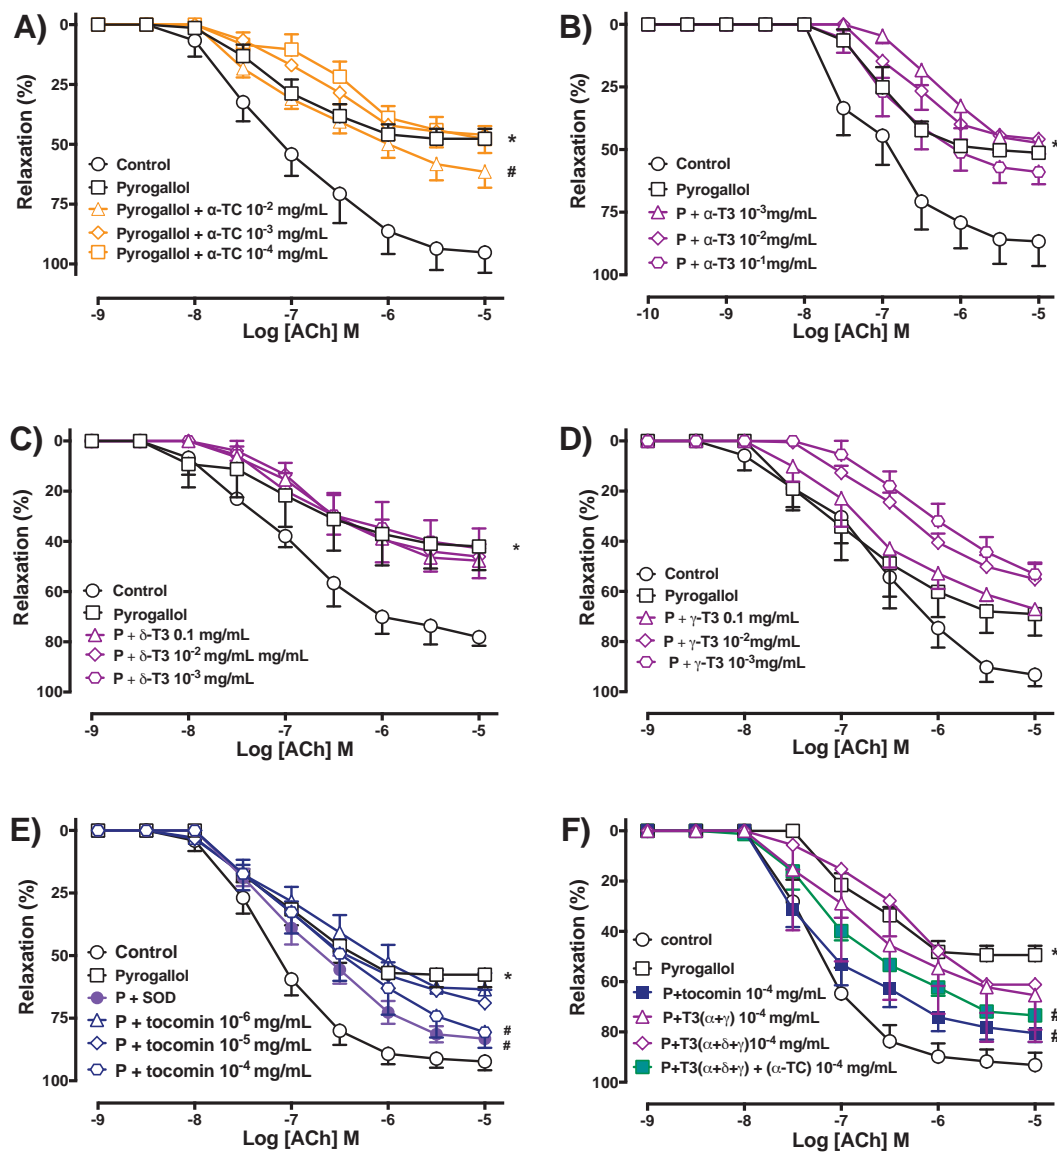 A)
0
25
50
75
100
Relaxation (%)
Control
Pyrogallol
Pyrogallol + α-TC 10-2 mg/mL
Pyrogallol + α-TC 10-3 mg/mL
Pyrogallol + α-TC 10-4 mg/mL
*
#
-9 -8 -7 -6 -5
Log [ACh] M
B)
0
25
50
75
100
Relaxation (%)
Control
Pyrogallol
P + α-T3 10-3mg/mL
P + α-T3 10-2mg/mL
P + α-T3 10-1mg/mL
*
-10 -9 -8 -7 -6 -5
Log [ACh] M
C)
0
20
40
60
80
100
Relaxation (%)
Control
Pyrogallol
P + δ-T3 0.1 mg/mL
P + δ-T3 10-2 mg/mL mg/mL
P + δ-T3 10-3 mg/mL
*
-9 -8 -7 -6 -5
Log [ACh] M
D)
0
20
40
60
80
100
Relaxation (%)
Control
Pyrogallol
P + γ-T3 0.1 mg/mL
P + γ-T3 10-2mg/mL
P + γ-T3 10-3mg/mL
-9 -8 -7 -6 -5
Log [ACh] M
E)
0
25
50
75
100
Relaxation (%)
Control
Pyrogallol
P + SOD
P + tocomin 10-6 mg/mL
P + tocomin 10-5 mg/mL
P + tocomin 10-4 mg/mL
*
#
#
-9 -8 -7 -6 -5
Log [ACh] M
F)
0
20
40
60
80
100
Relaxation (%)
control
Pyrogallol
P+tocomin 10-4 mg/mL
P+T3(α+γ) 10-4 mg/mL
P+T3(α+δ+γ)10-4 mg/mL
P+T3(α+δ+γ) + (α-TC) 10-4 mg/mL
*
#
#
-9 -8 -7 -6 -5
Log [ACh] M